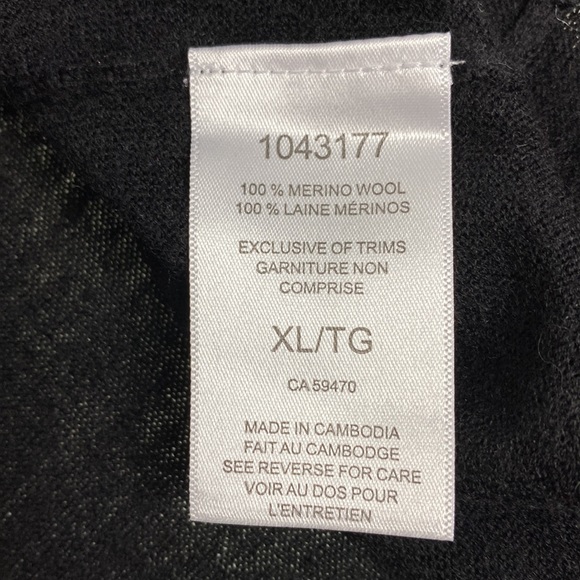 1043177
100 % MERINO WOOL
100 % LAINE MÉRINOS
EXCLUSIVE OF TRIMS
GARNITURE NON
COMPRISE
XL/TG
CA 59470
MADE IN CAMBODIA
FAIT AU CAMBODGE
SEE REVERSE FOR CARE
VOIR AU DOS POUR
L'ENTRETIEN